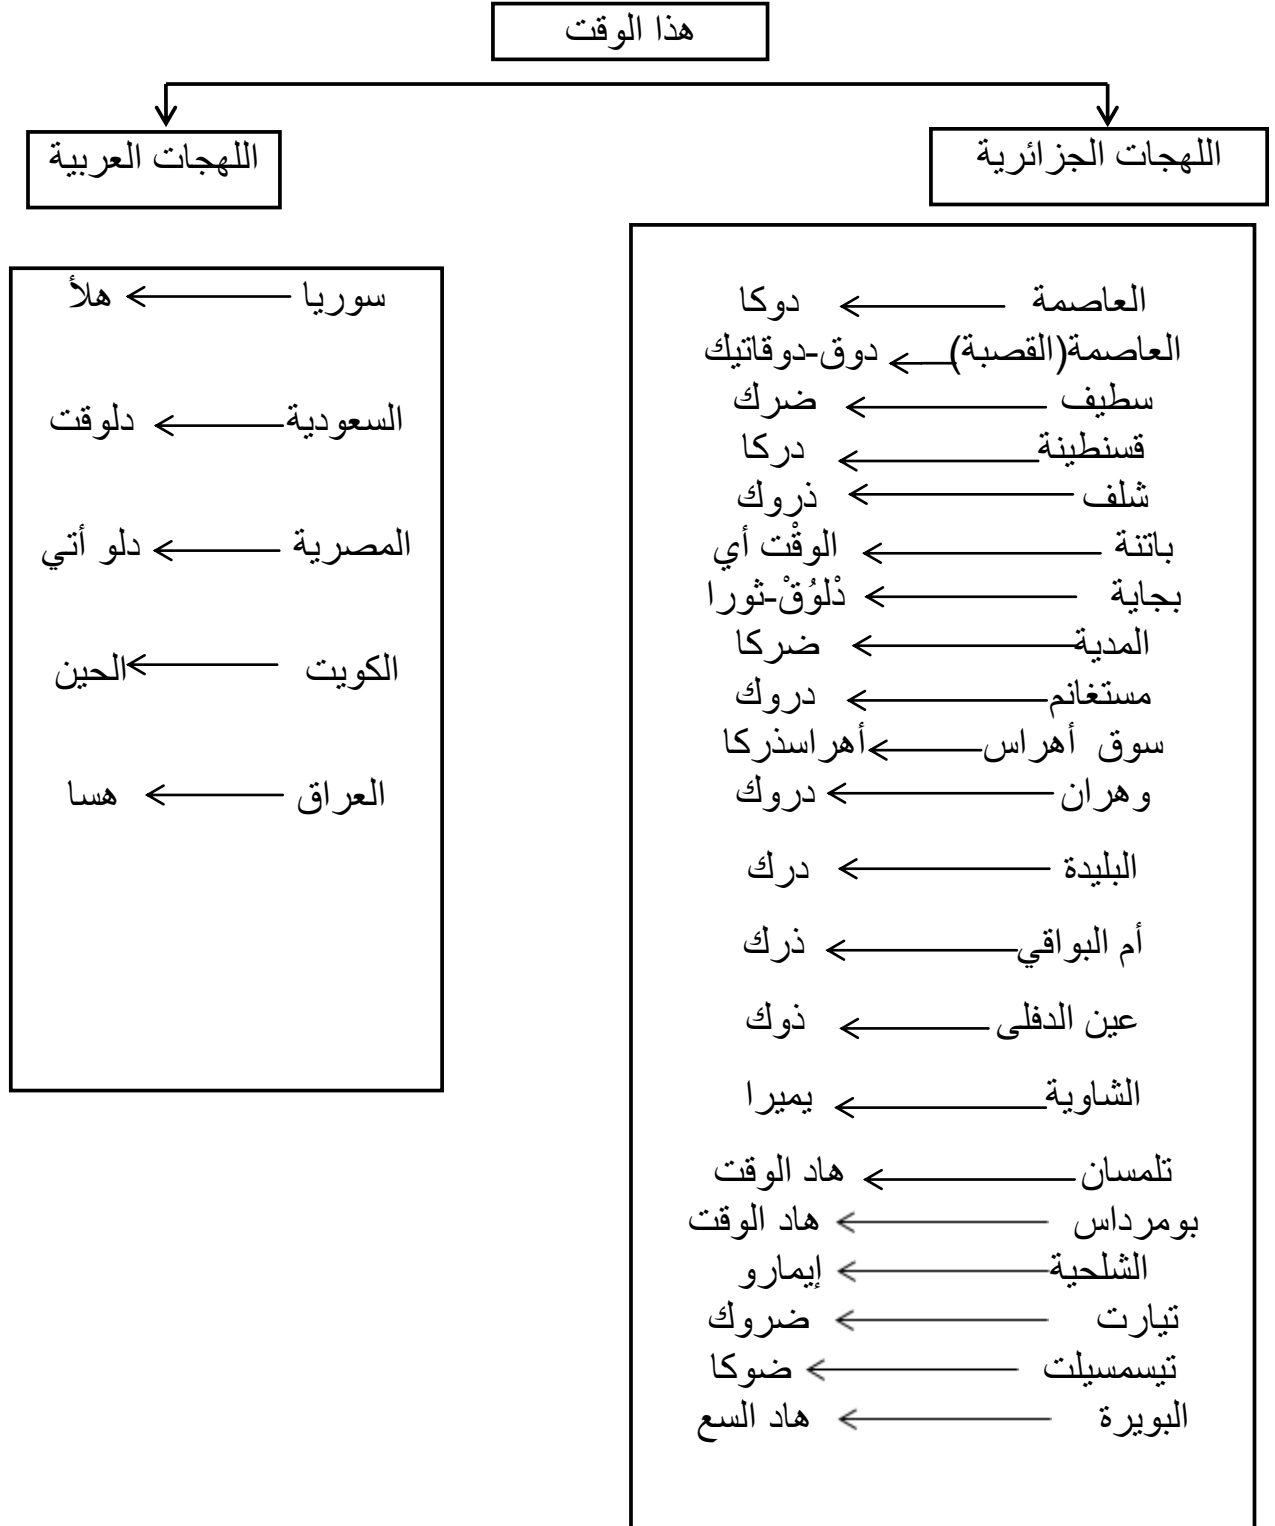 هذا الوقت
اللهجات الجزائرية
اللهجات العربية
العاصمة دوكا
العاصمة(القصبة) دوق-دوقاتيك
سطيف ضرك
قسنطينة دركا
شلف ذروك
باتنة الوقْت أي
بجاية ذْلوُقْ-ثورا
المدية ضركا
مستغانم دروك
سوق أهراس أهراسذركا
وهران دروك
البليدة درك
أم البواقي ذرك
عين الدفلى ذوك
الشاوية يميرا
تلمسان هاد الوقت
بومرداس هاد الوقت
الشلحية إيمارو
تيارت ضروك
تيسمسيلت ضوكا
البويرة هاد السع
سوريا هلأ
السعودية دلوقت
المصرية دلو أتي
الكويت الحين
العراق هسا